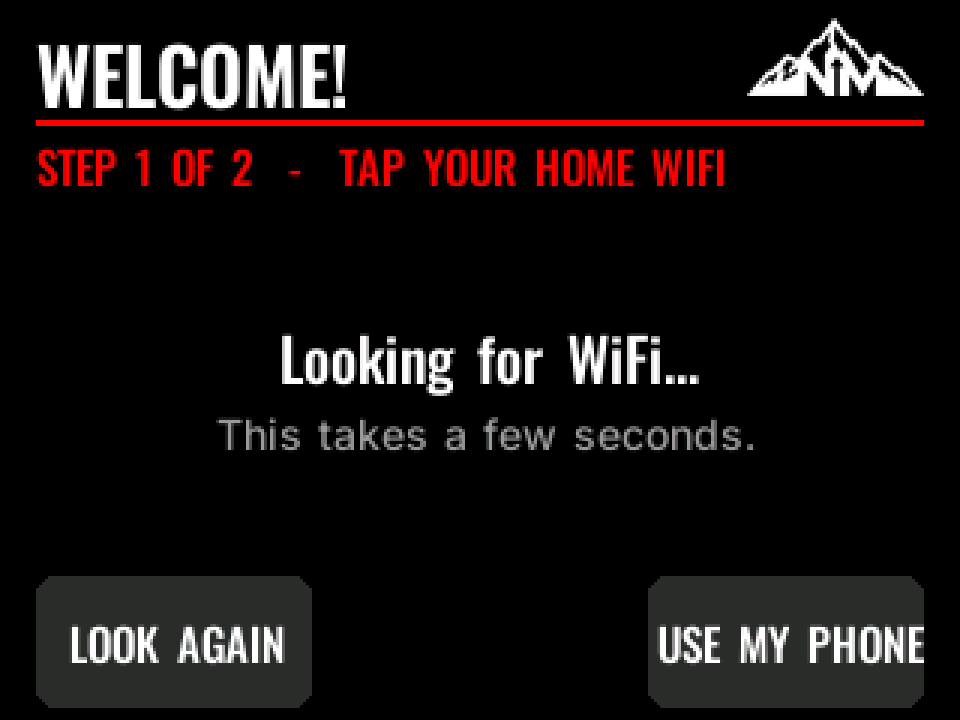 WELCOME!
NM
STEP 1 OF 2 - TAP YOUR HOME WIFI
Looking for WiFi...
This takes a few seconds.
LOOK AGAIN
USE MY PHONE